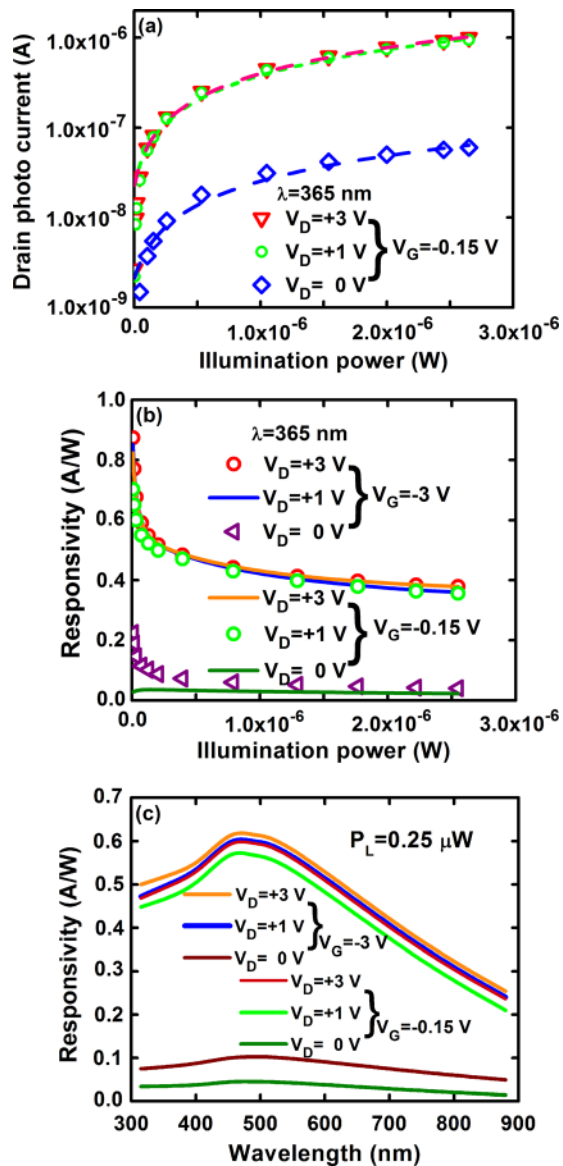 (a)
Drain photo current (A)
1.0x10⁻⁶
1.0x10⁻⁷
1.0x10⁻⁸
1.0x10⁻⁹
λ=365 nm
V_D=+3 V
V_D=+1 V
V_D= 0 V
V_G=-0.15 V
0.0 1.0x10⁻⁶ 2.0x10⁻⁶ 3.0x10⁻⁶
Illumination power (W)
(b)
Responsivity (A/W)
1.0
0.8
0.6
0.4
0.2
0.0
λ=365 nm
V_D=+3 V
V_D=+1 V
V_D= 0 V
V_G=-3 V
V_D=+3 V
V_D=+1 V
V_D= 0 V
V_G=-0.15 V
0.0 1.0x10⁻⁶ 2.0x10⁻⁶ 3.0x10⁻⁶
Illumination power (W)
(c)
Responsivity (A/W)
0.7
0.6
0.5
0.4
0.3
0.2
0.1
0.0
P_L=0.25 μW
V_D=+3 V
V_D=+1 V
V_D= 0 V
V_G=-3 V
V_D=+3 V
V_D=+1 V
V_D= 0 V
V_G=-0.15 V
300 400 500 600 700 800 900
Wavelength (nm)